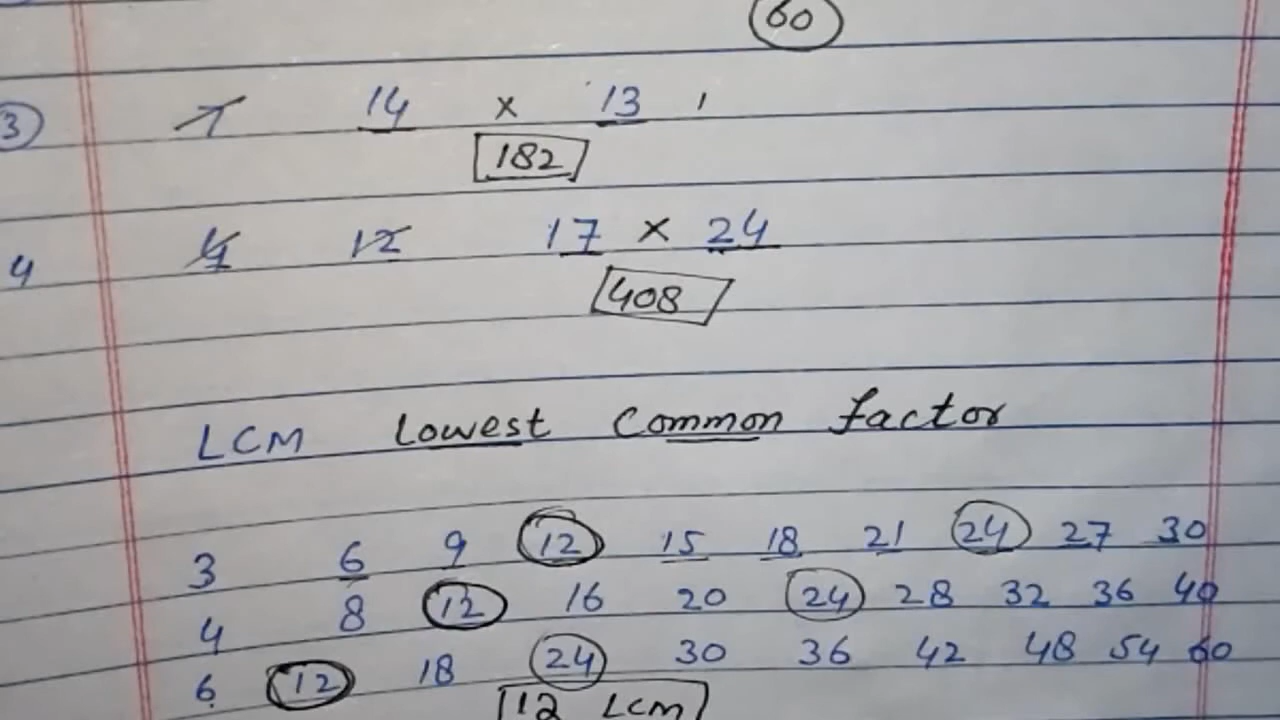 60
3 7 14 × 13 ,
182
4 4 12 17 × 24
408
LCM Lowest Common factor
3 6 9 12 15 18 21 24 27 30
4 8 12 16 20 24 28 32 36 40
6 12 18 24 30 36 42 48 54 60
12 LCM